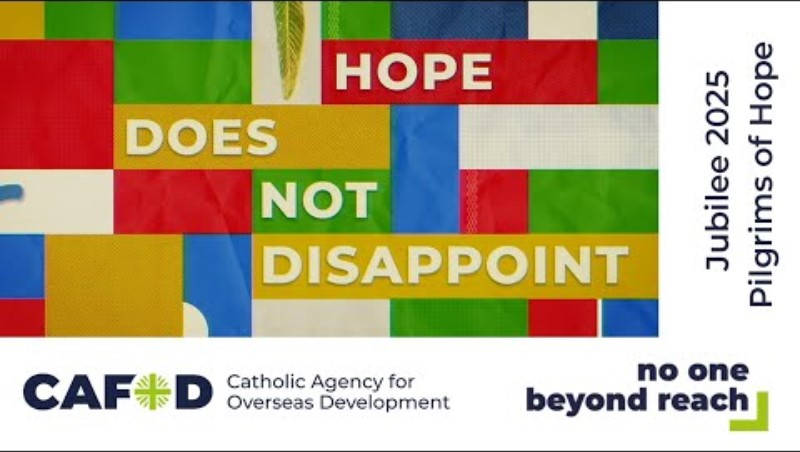 HOPE
DOES
NOT
DISAPPOINT
Jubilee 2025
Pilgrims of Hope
CAFOD
Catholic Agency for
Overseas Development
no one
beyond reach